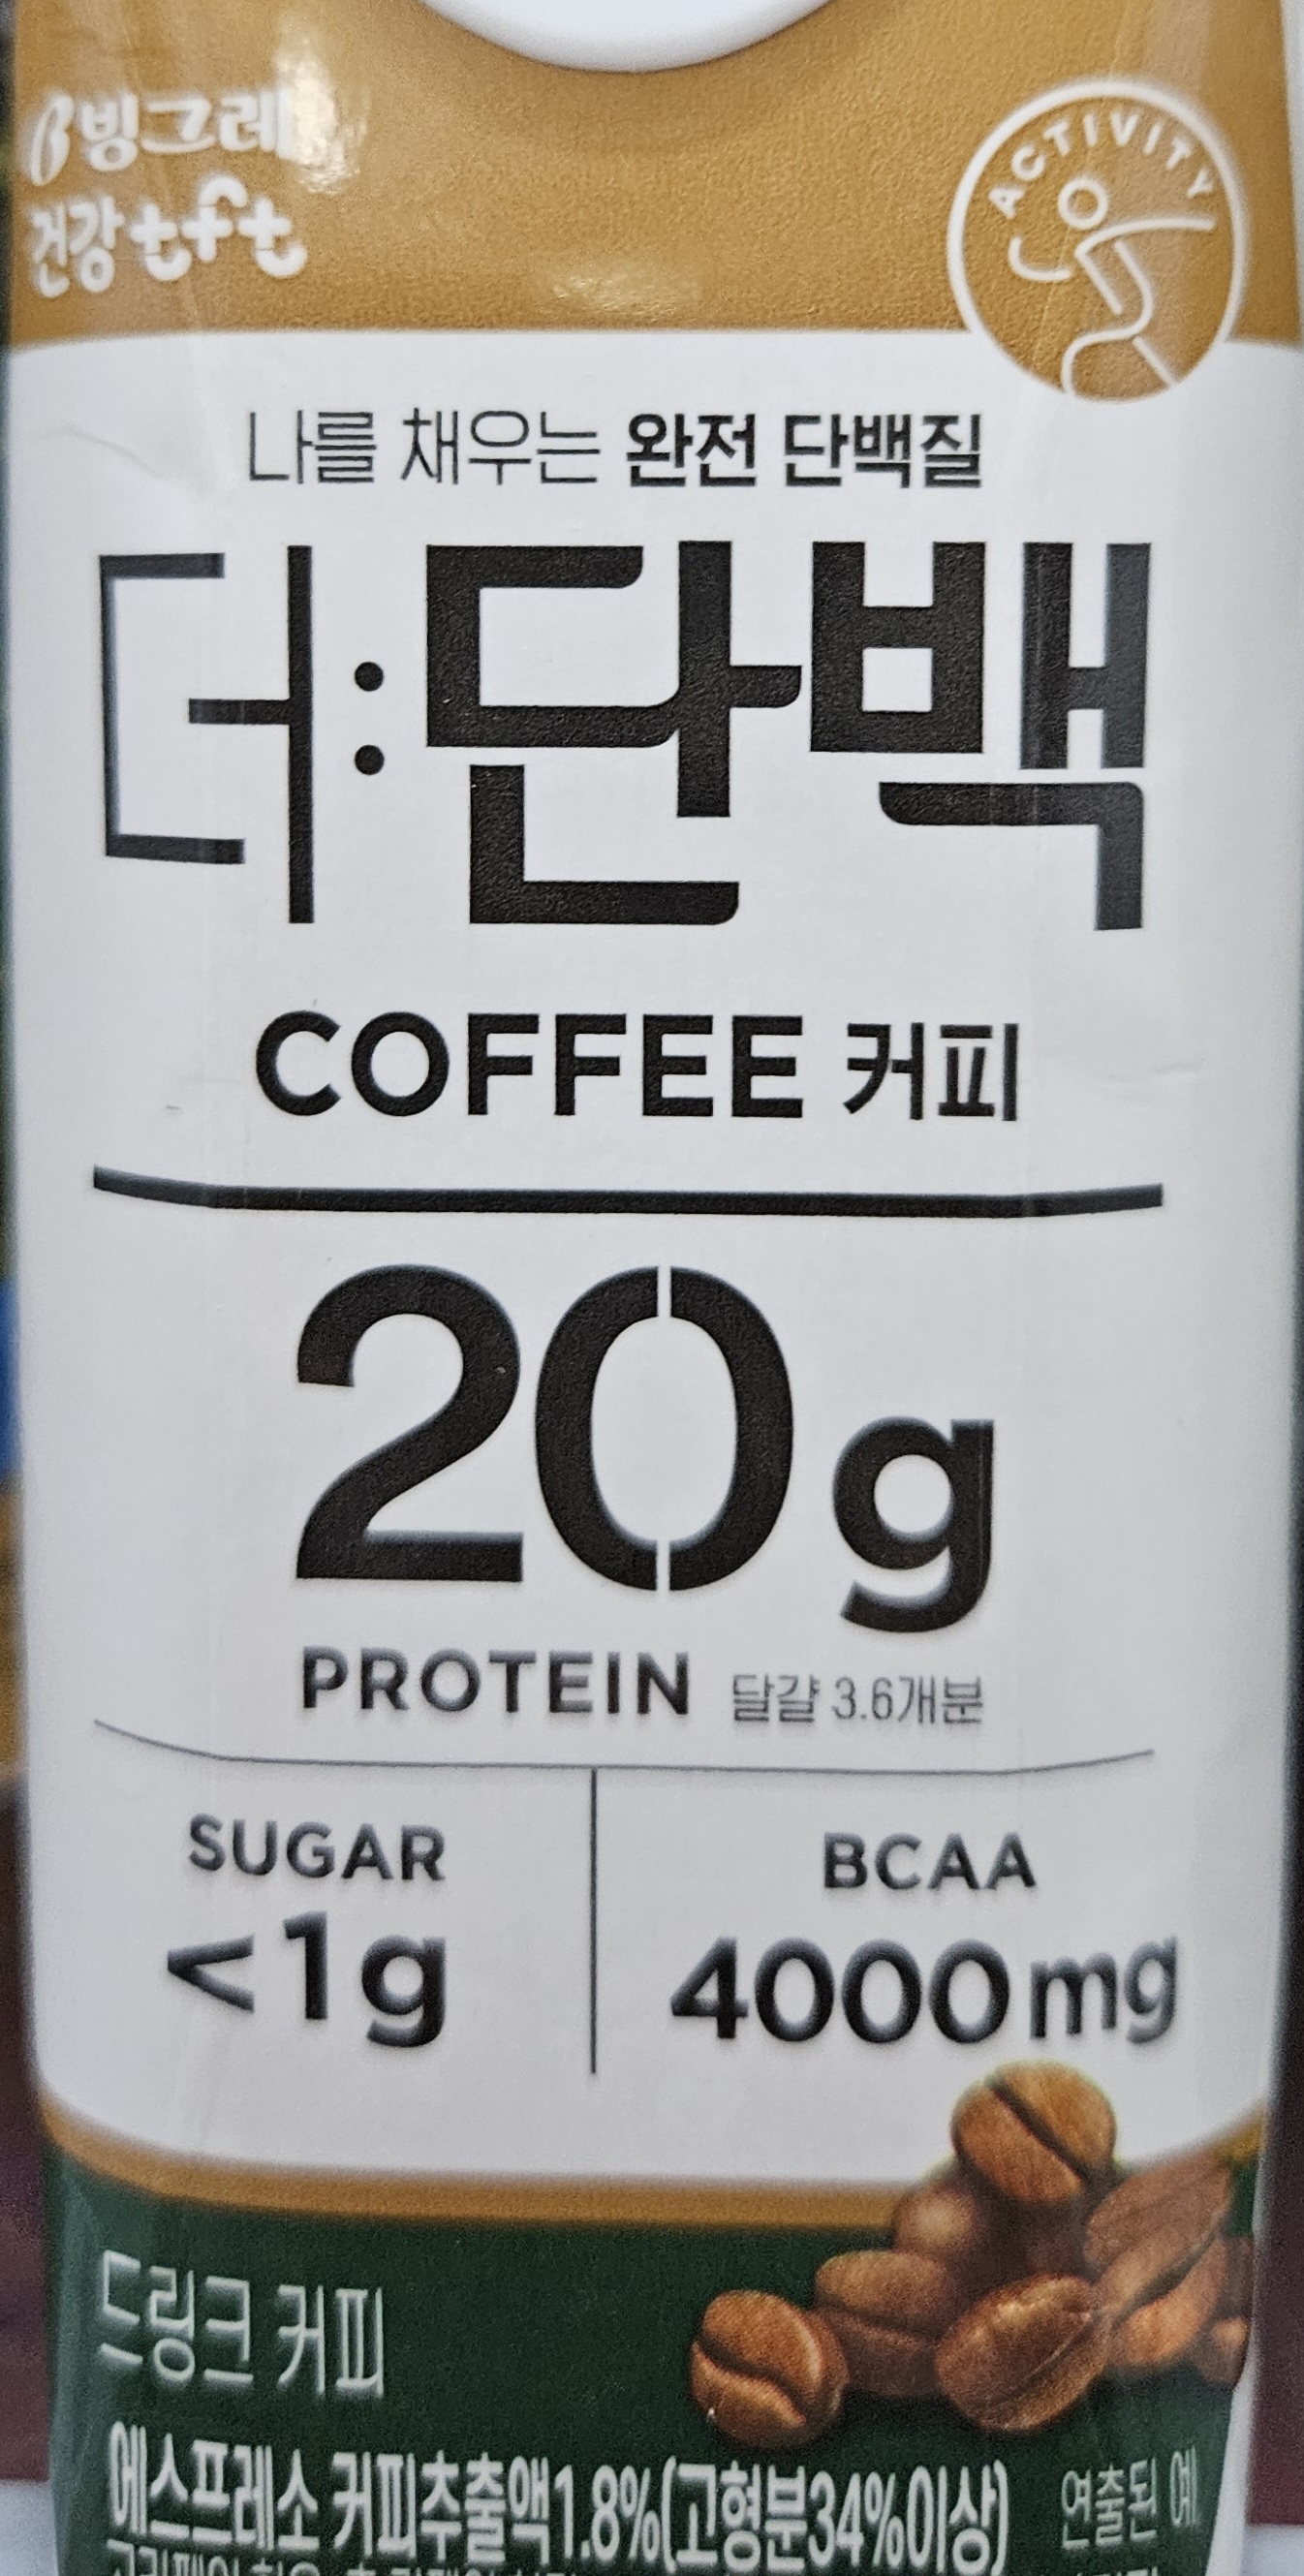 빙그레
건강tft
ACTIVITY
나를 채우는 완전 단백질
더:단백
COFFEE 커피
20g
PROTEIN 달걀 3.6개분
SUGAR
<1g
BCAA
4000mg
드링크 커피
에스프레소 커피추출액1.8%(고형분34%이상)
연출된 예